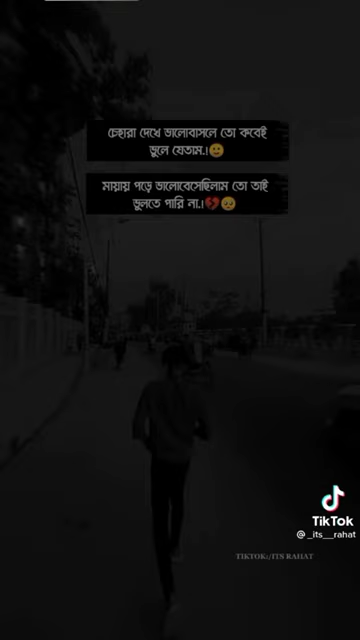 চেহারা দেখে ভালোবাসলে তো কবেই
ভুলে যেতাম.!🙂
মায়ায় পড়ে ভালোবেসেছিলাম তো তাই
ভুলতে পারি না.!💔🥺
TikTok
@_its__rahat
TIKTOK:/ITS RAHAT